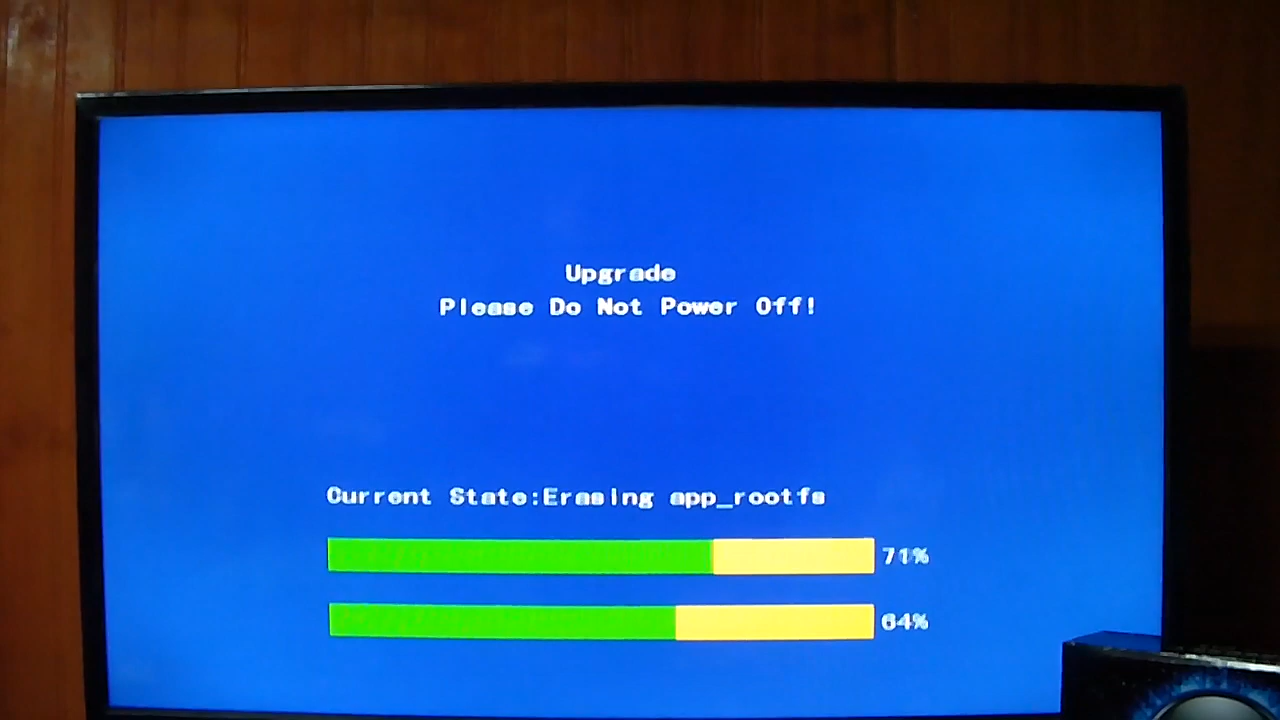 Upgrade
Please Do Not Power Off!
Current State:Erasing app_rootfs
71%
64%